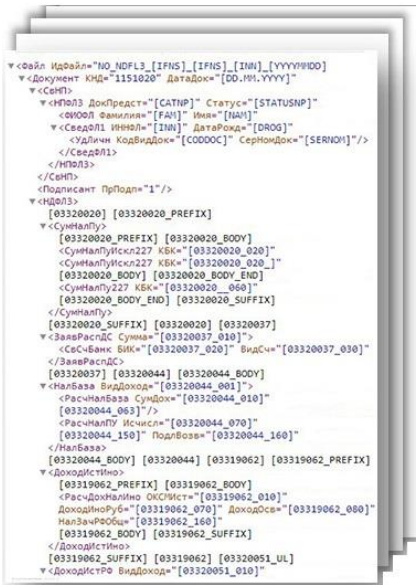 ▼<Файл ИдФайл="NO_NDFL3_[IFNS]_[IFNS]_[INN]_[YYYYMMDD]
▼<Документ КНД="1151020" ДатаДок="[DD.MM.YYYY]">
▼<СвНП>
▼<НПФЛ3 ДокПредст="[CATNP]" Статус="[STATUSNP]"
<ФИОФЛ Фамилия="[FAM]" Имя="[NAM]"
▼<СведФЛ1 ИННФЛ="[INN]" ДатаРожд="[DROG]"
<УдЛичн КодВидДок="[CODDOC]" СерНомДок="[SERNOM]"/>
</СведФЛ1>
</НПФЛ3>
</СвНП>
<Подписант ПрПодп="1"/>
▼<НДФЛ3>
[03320020] [03320020_PREFIX]
▼<СумНалПу>
[03320020_PREFIX] [03320020_BODY]
<СумНалПуИскл227 КБК="[03320020_020]"
<СумНалПуИскл227 КБК="[03320020_020_]"
[03320020_BODY] [03320020_BODY_END]
<СумНалПу227 КБК="[03320020__060]"
[03320020_BODY_END] [03320020_SUFFIX]
</СумНалПу>
[03320020_SUFFIX] [03320020] [03320037]
▼<ЗаявРаспДС Сумма="[03320037_010]">
<СвСчБанк БИК="[03320037_020]" ВидСч="[03320037_030]"
</ЗаявРаспДС>
[03320037] [03320044] [03320044_BODY]
▼<НалБаза ВидДоход="[03320044_001]">
<РасчНалБаза СумДох="[03320044_010]"
[03320044_063]"/>
<РасчНалПУ Исчисл="[03320044_070]"
[03320044_150]" ПодлВозв="[03320044_160]"
</НалБаза>
[03320044_BODY] [03320044] [03319062] [03319062_PREFIX]
▼<ДоходИстИно>
[03319062_PREFIX] [03319062_BODY]
<РасчДохНалИно ОКСМИст="[03319062_010]"
ДоходИноРуб="[03319062_070]" ДоходОсв="[03319062_080]"
НалЗачРФОбщ="[03319062_160]"
[03319062_BODY] [03319062_SUFFIX]
</ДоходИстИно>
[03319062_SUFFIX] [03319062] [03320051_UL]
▼<ДоходИстРФ ВидДоход="[03320051_010]"